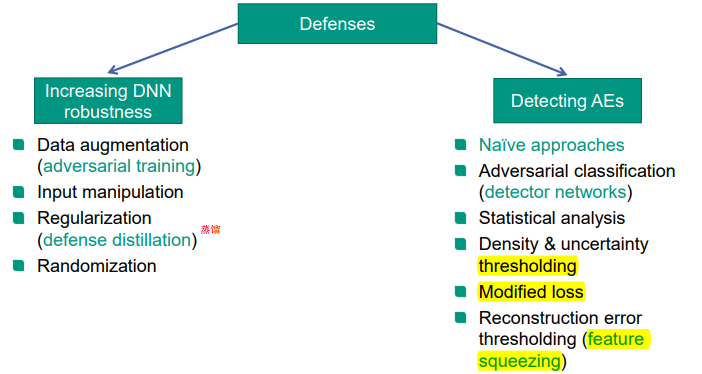 Defenses
Increasing DNN
robustness
Data augmentation
(adversarial training)
Input manipulation
Regularization
(defense distillation) 蒸馏
Randomization
Detecting AEs
Naïve approaches
Adversarial classification
(detector networks)
Statistical analysis
Density & uncertainty
thresholding
Modified loss
Reconstruction error
thresholding (feature
squeezing)